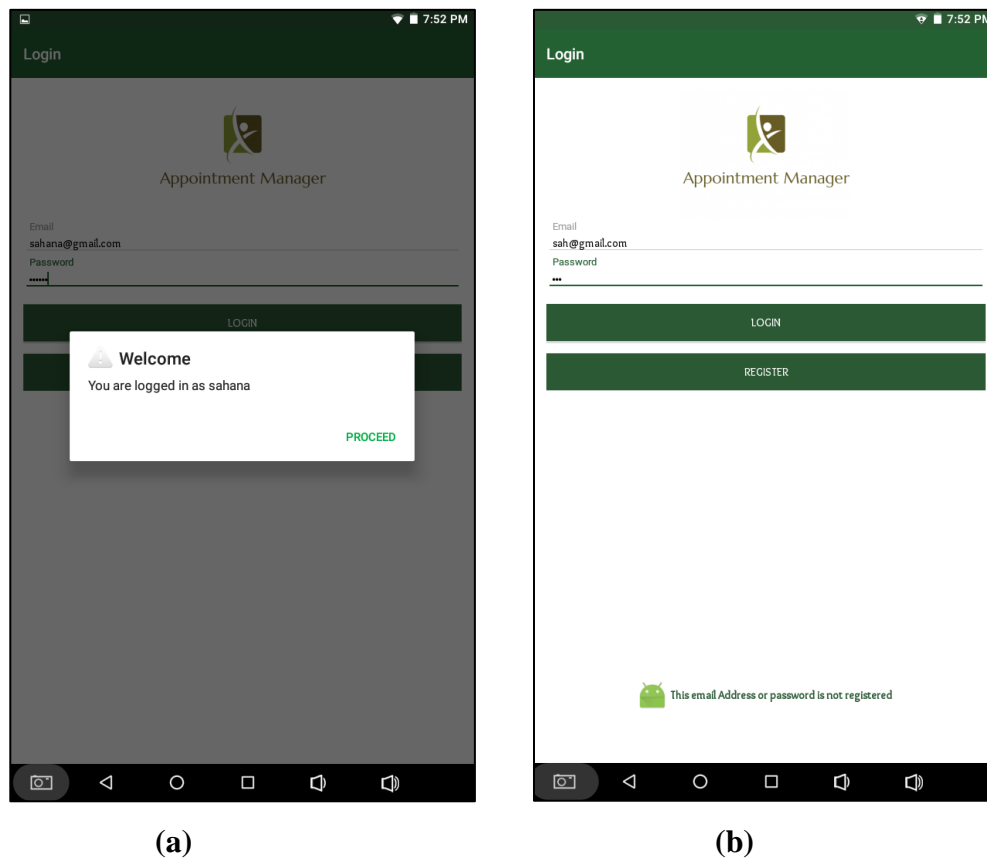 7:52 PM
Login
Appointment Manager
Email
sahana@gmail.com
Password
••••••
LOGIN
Welcome
You are logged in as sahana
PROCEED
(a)
7:52 PM
Login
Appointment Manager
Email
sah@gmail.com
Password
•••
LOGIN
REGISTER
This email Address or password is not registered
(b)